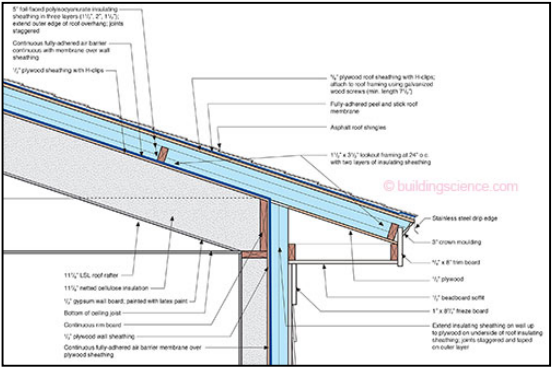 5" foil-faced polyisocyanurate insulating
sheathing in three layers (1½", 2", 1½");
extend outer edge of roof overhang; joints
staggered
Continuous fully-adhered air barrier
continuous with membrane over wall
sheathing
½" plywood sheathing with H-clips
⅝" plywood roof sheathing with H-clips;
attach to roof framing using galvanized
wood screws (min. length 7½")
Fully-adhered peel and stick roof
membrane
Asphalt roof shingles
1½" x 3½" lookout framing at 24" o.c.
with two layers of insulating sheathing
© buildingscience.com
Stainless steel drip edge
3" crown moulding
x 8" trim board
½" plywood
½" beadboard soffit
1" x 8½" freeze board
Extend insulating sheathing on wall up
to plywood on underside of roof insulating
sheathing; joints staggered and taped
on outer layer
11⅞" LSL roof rafter
11⅞" netted cellulose insulation
½" gypsum wall board, painted with latex paint
Bottom of ceiling joist
Continuous rim board
½" plywood wall sheathing
Continuous fully-adhered air barrier membrane over
plywood sheathing